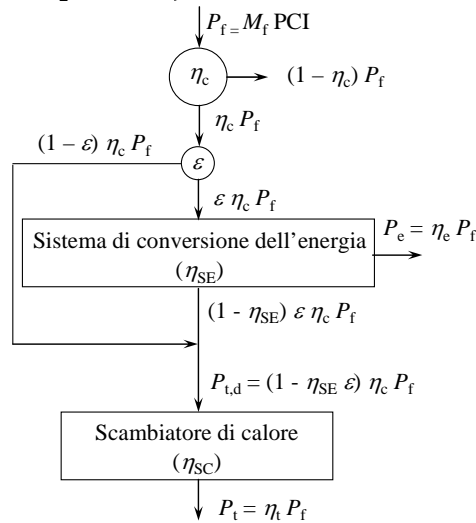 P_f = M_f PCI
η_c
(1 – η_c) P_f
η_c P_f
(1 – ε) η_c P_f
ε
ε η_c P_f
Sistema di conversione dell'energia
(η_SE)
P_e = η_e P_f
(1 - η_SE) ε η_c P_f
P_t,d = (1 - η_SE ε) η_c P_f
Scambiatore di calore
(η_SC)
P_t = η_t P_f